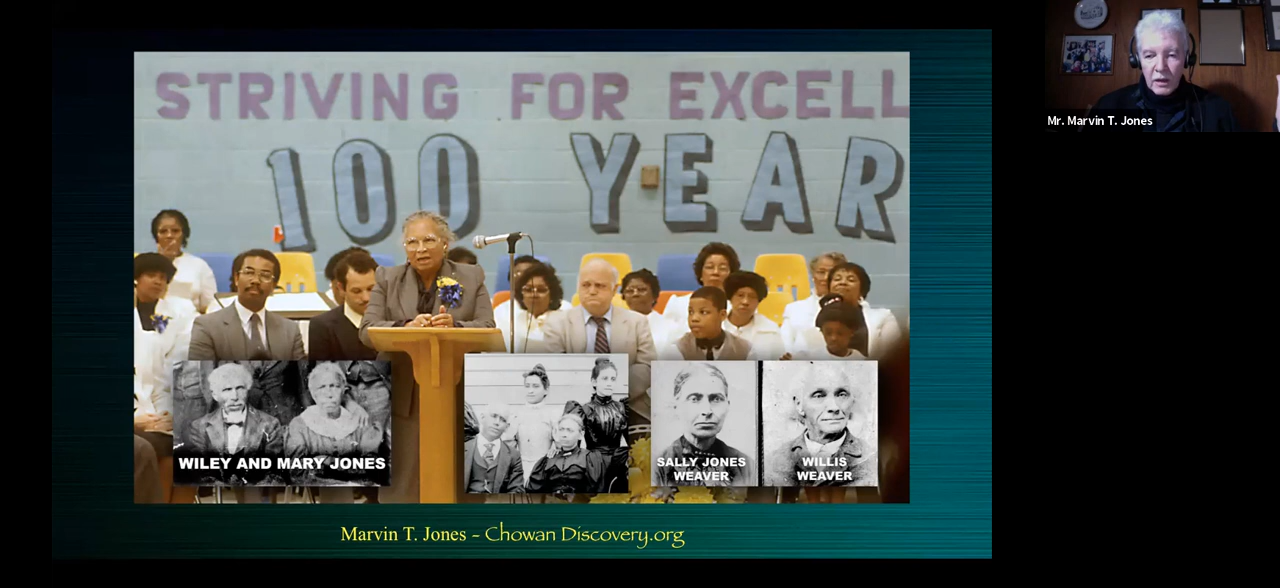 STRIVING FOR EXCELL
100 YEAR
WILEY AND MARY JONES
SALLY JONES
WEAVER
WILLIS
WEAVER
Marvin T. Jones - Chowan Discovery.org
Mr. Marvin T. Jones